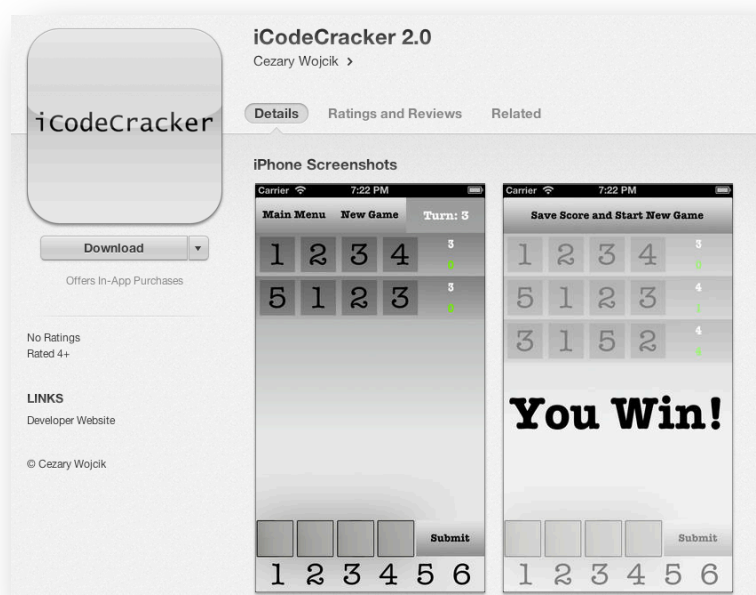 iCodeCracker 2.0
Cezary Wojcik >
iCodeCracker
Details Ratings and Reviews Related
iPhone Screenshots
Download
Offers In-App Purchases
No Ratings
Rated 4+
LINKS
Developer Website
© Cezary Wojcik
Carrier 7:22 PM
Main Menu New Game Turn: 3
1 2 3 4 3
0
5 1 2 3 3
0
Submit
1 2 3 4 5 6
Carrier 7:22 PM
Save Score and Start New Game
1 2 3 4 3
0
5 1 2 3 4
3 1 5 2 4
You Win!
Submit
1 2 3 4 5 6